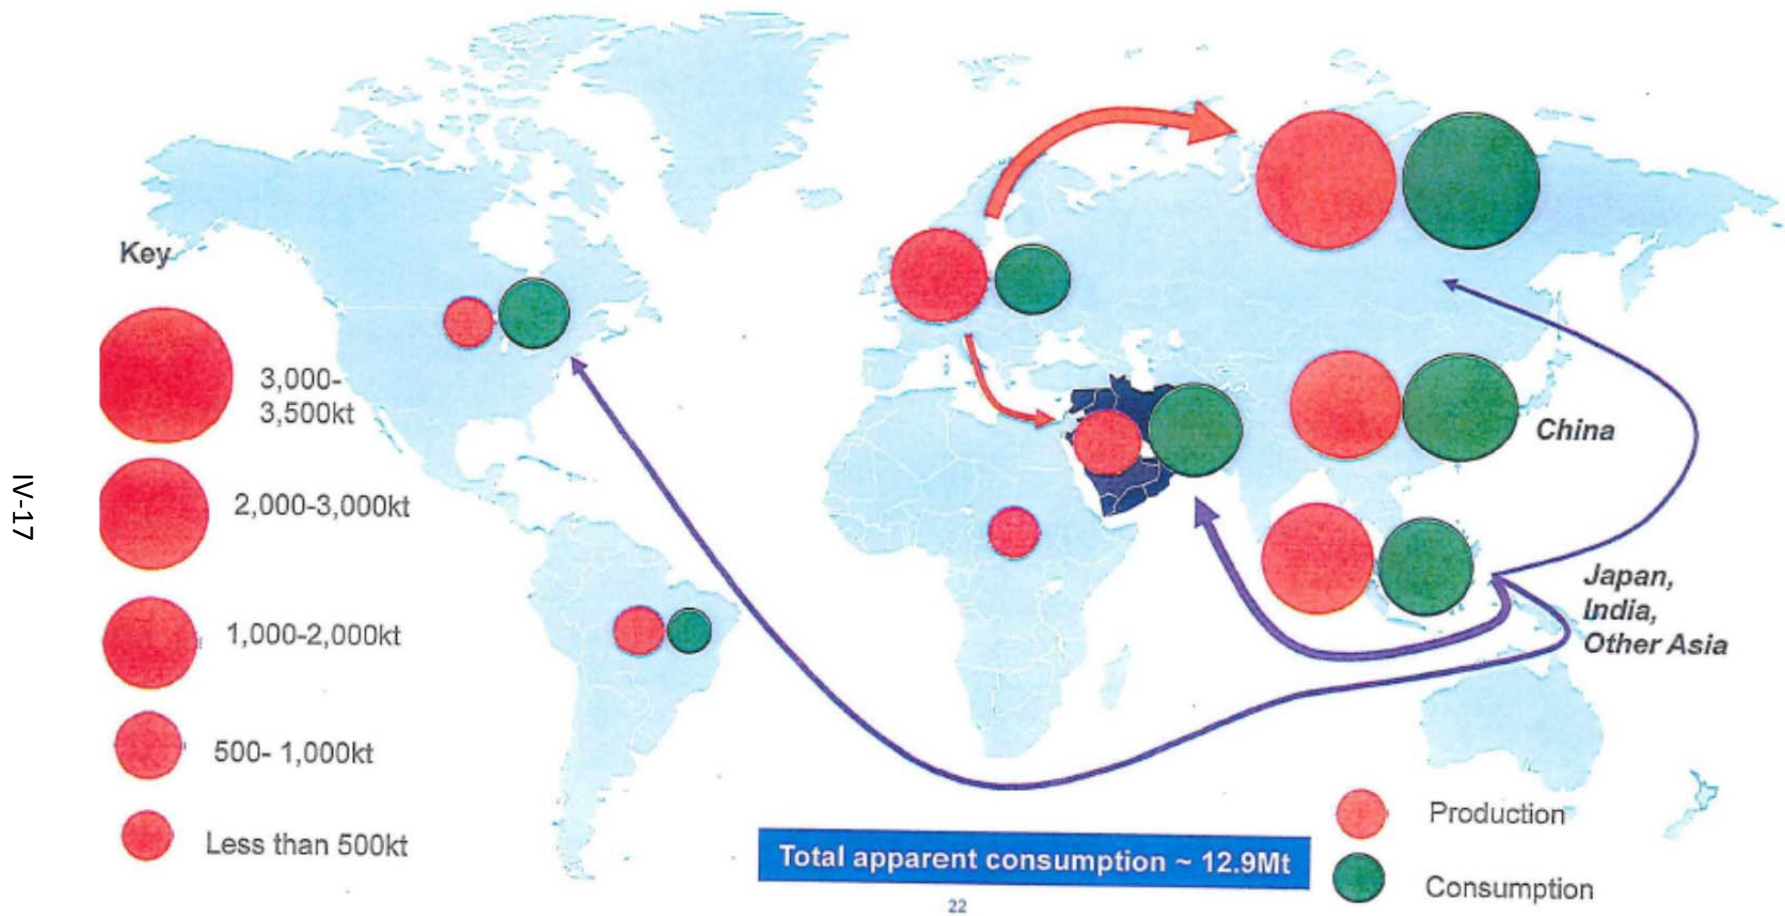 Key
3,000-
3,500kt
2,000-3,000kt
1,000-2,000kt
500- 1,000kt
Less than 500kt
IV-17
China
Japan,
India,
Other Asia
Production
Consumption
Total apparent consumption ~ 12.9Mt
22